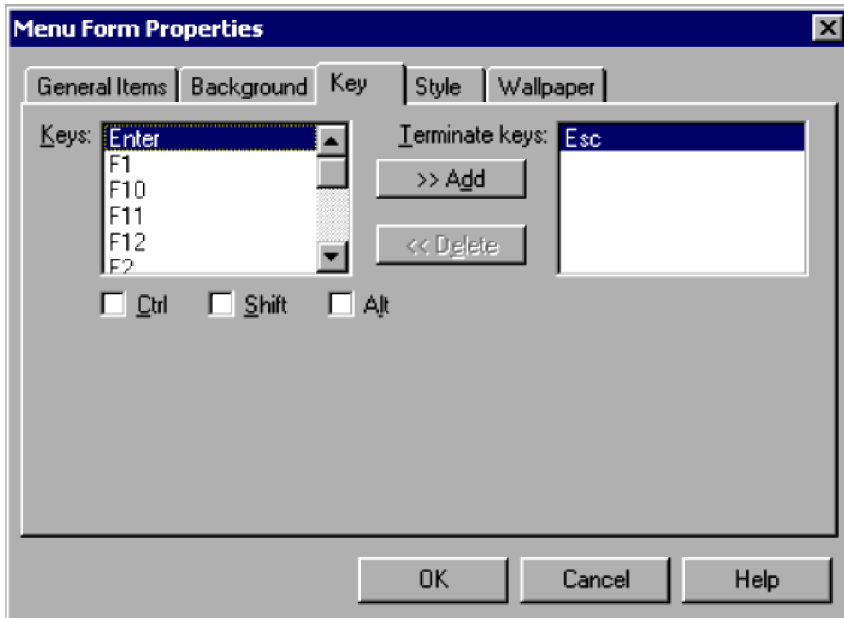 Menu Form Properties
General Items Background Key Style Wallpaper
Keys: Enter Terminate keys: Esc
F1
>> Add
F10
F11
F12
<< Delete
F2
Ctrl Shift Alt
OK Cancel Help